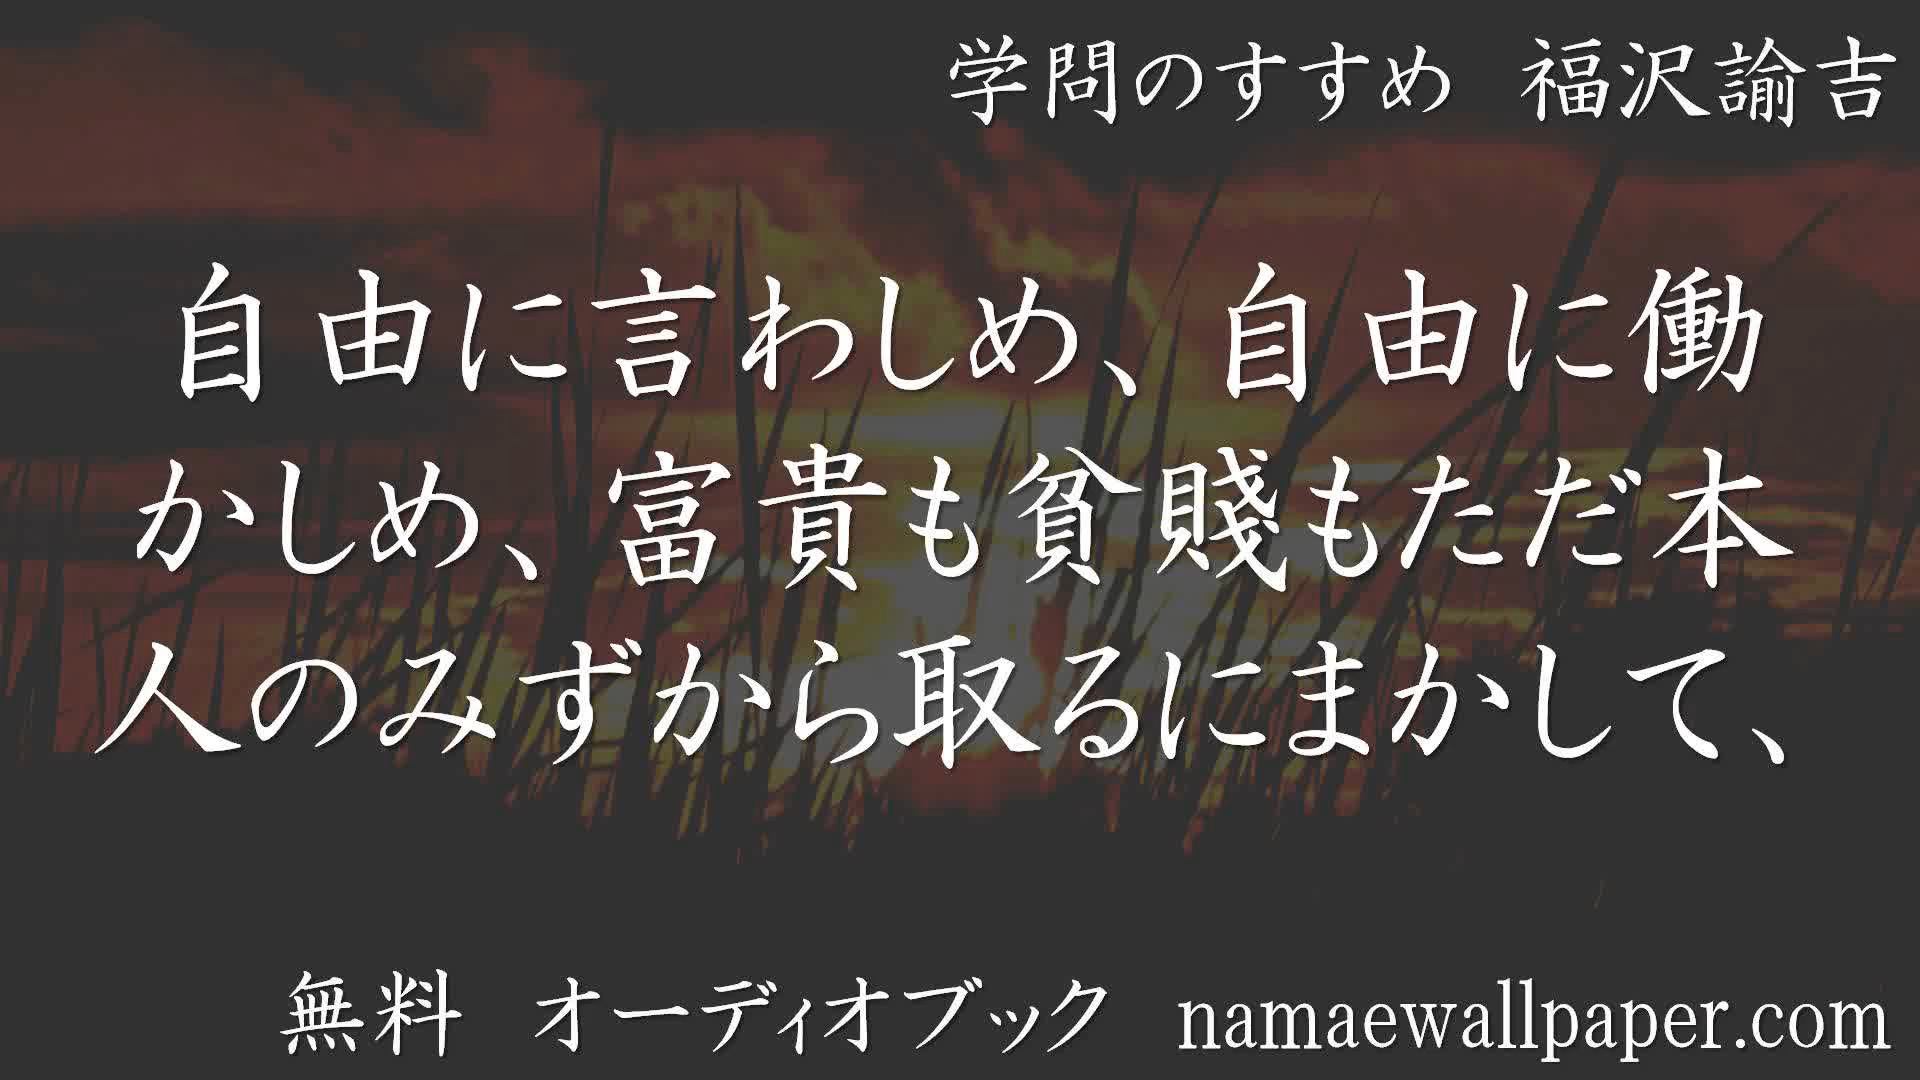 学問のすすめ 福沢諭吉
自由に言わしめ、自由に働
かしめ、富貴も貧賤もただ本
人のみずから取るにまかして、
無料 オーディオブック namaewallpaper.com